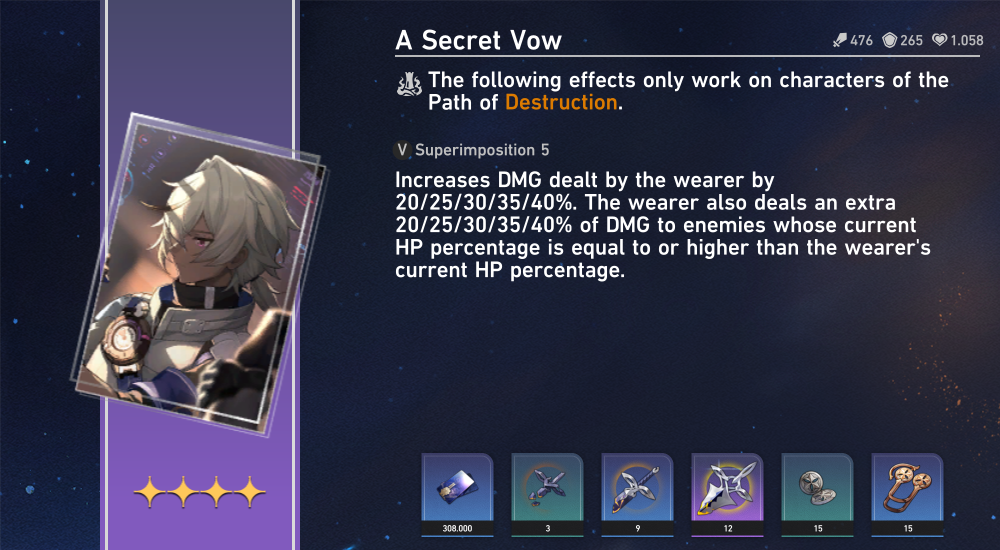 A Secret Vow
476 265 1.058
The following effects only work on characters of the
Path of Destruction.
V Superimposition 5
Increases DMG dealt by the wearer by
20/25/30/35/40%. The wearer also deals an extra
20/25/30/35/40% of DMG to enemies whose current
HP percentage is equal to or higher than the wearer's
current HP percentage.
308.000 3 9 12 15 15